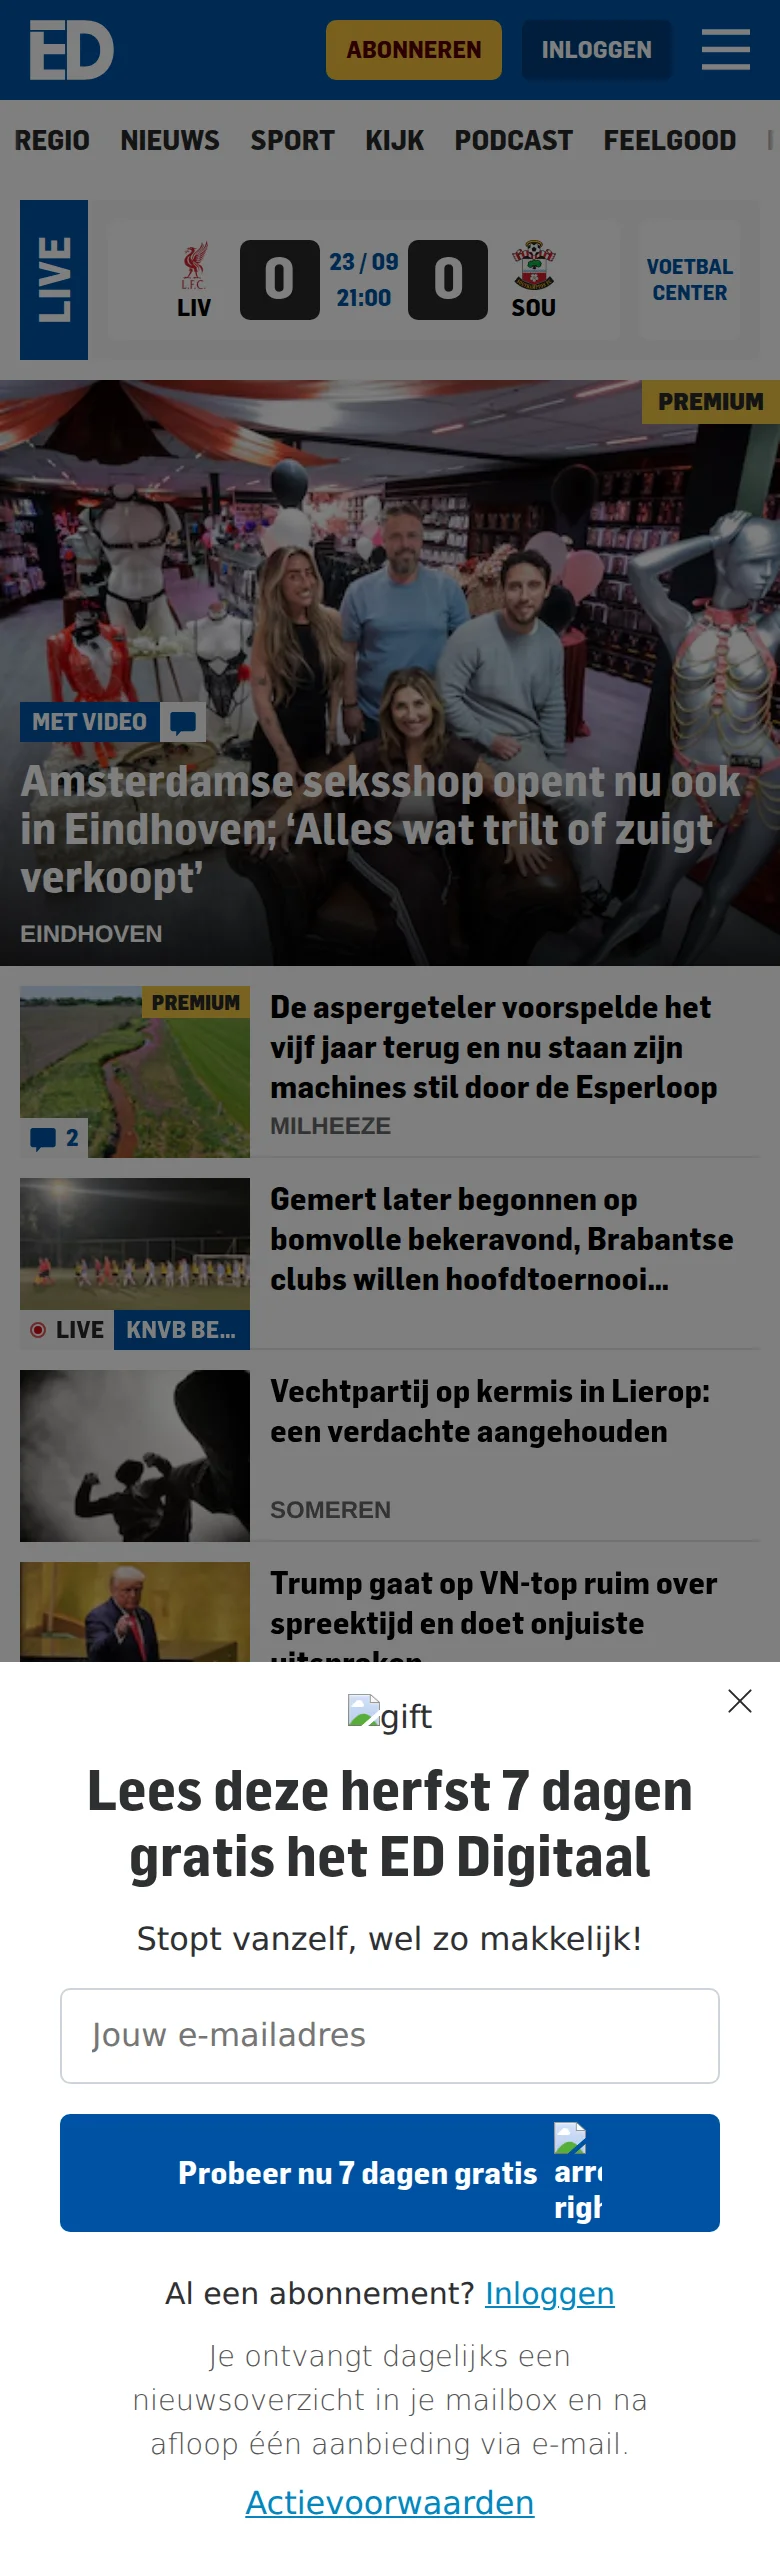 ED
ABONNEREN
INLOGGEN
REGIO NIEUWS SPORT KIJK PODCAST FEELGOOD
LIVE
L.F.C.
LIV
0
23 / 09
21:00
0
SOU
VOETBAL
CENTER
PREMIUM
MET VIDEO
Amsterdamse seksshop opent nu ook
in Eindhoven; ‘Alles wat trilt of zuigt
verkoopt’
EINDHOVEN
PREMIUM
2
De aspergeteler voorspelde het
vijf jaar terug en nu staan zijn
machines stil door de Esperloop
MILHEEZE
LIVE
KNVB BE...
Gemert later begonnen op
bomvolle bekeravond, Brabantse
clubs willen hoofdtoernooi...
Vechtpartij op kermis in Lierop:
een verdachte aangehouden
SOMEREN
Trump gaat op VN-top ruim over
spreektijd en doet onjuiste
uitspraken
gift
Lees deze herfst 7 dagen
gratis het ED Digitaal
Stopt vanzelf, wel zo makkelijk!
Jouw e-mailadres
Probeer nu 7 dagen gratis
arro
righ
Al een abonnement? Inloggen
Je ontvangt dagelijks een
nieuwsoverzicht in je mailbox en na
afloop één aanbieding via e-mail.
Actievoorwaarden